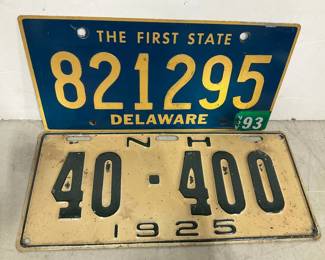 THE FIRST STATE
821295
DELAWARE 93
N H
40·400
1925